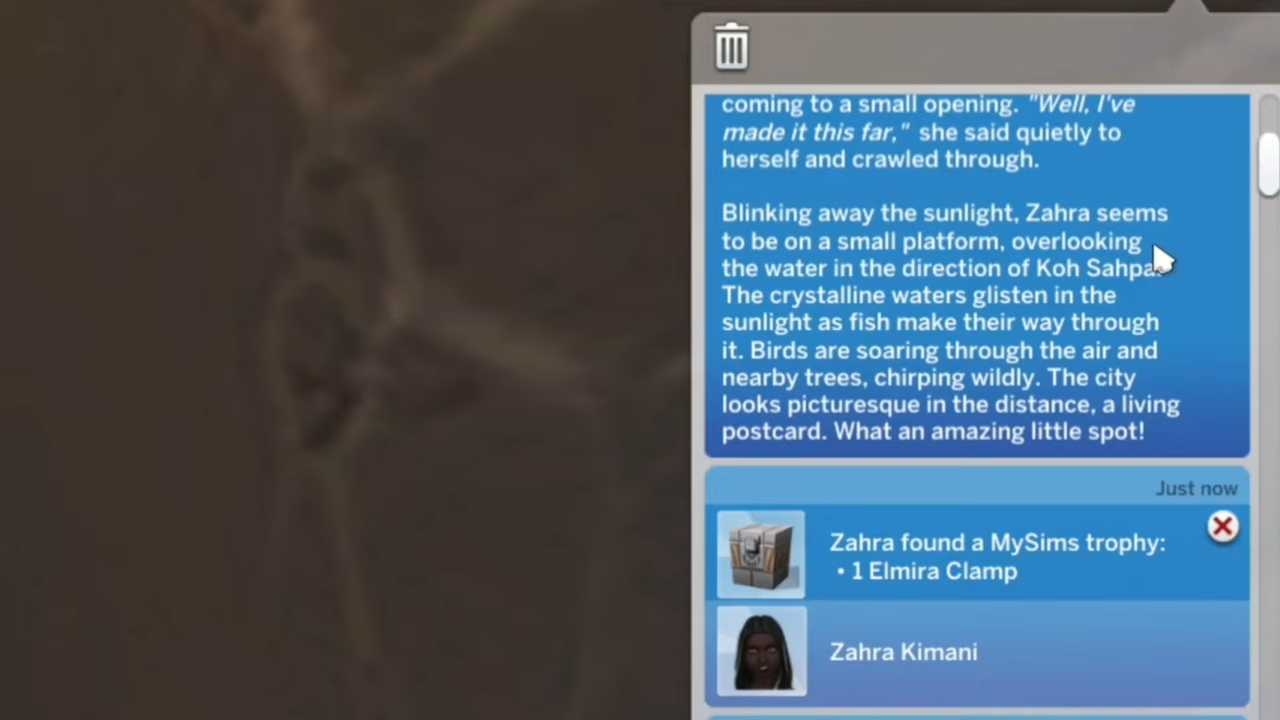 coming to a small opening. "Well, I've
made it this far," she said quietly to
herself and crawled through.
Blinking away the sunlight, Zahra seems
to be on a small platform, overlooking
the water in the direction of Koh
The crystalline waters glisten in the
sunlight as fish make their way through
it. Birds are soaring through the air and
nearby trees, chirping wildly. The city
looks picturesque in the distance, a living
postcard. What an amazing little spot!
Just now
Zahra found a MySims trophy:
• 1 Elmira Clamp
Zahra Kimani